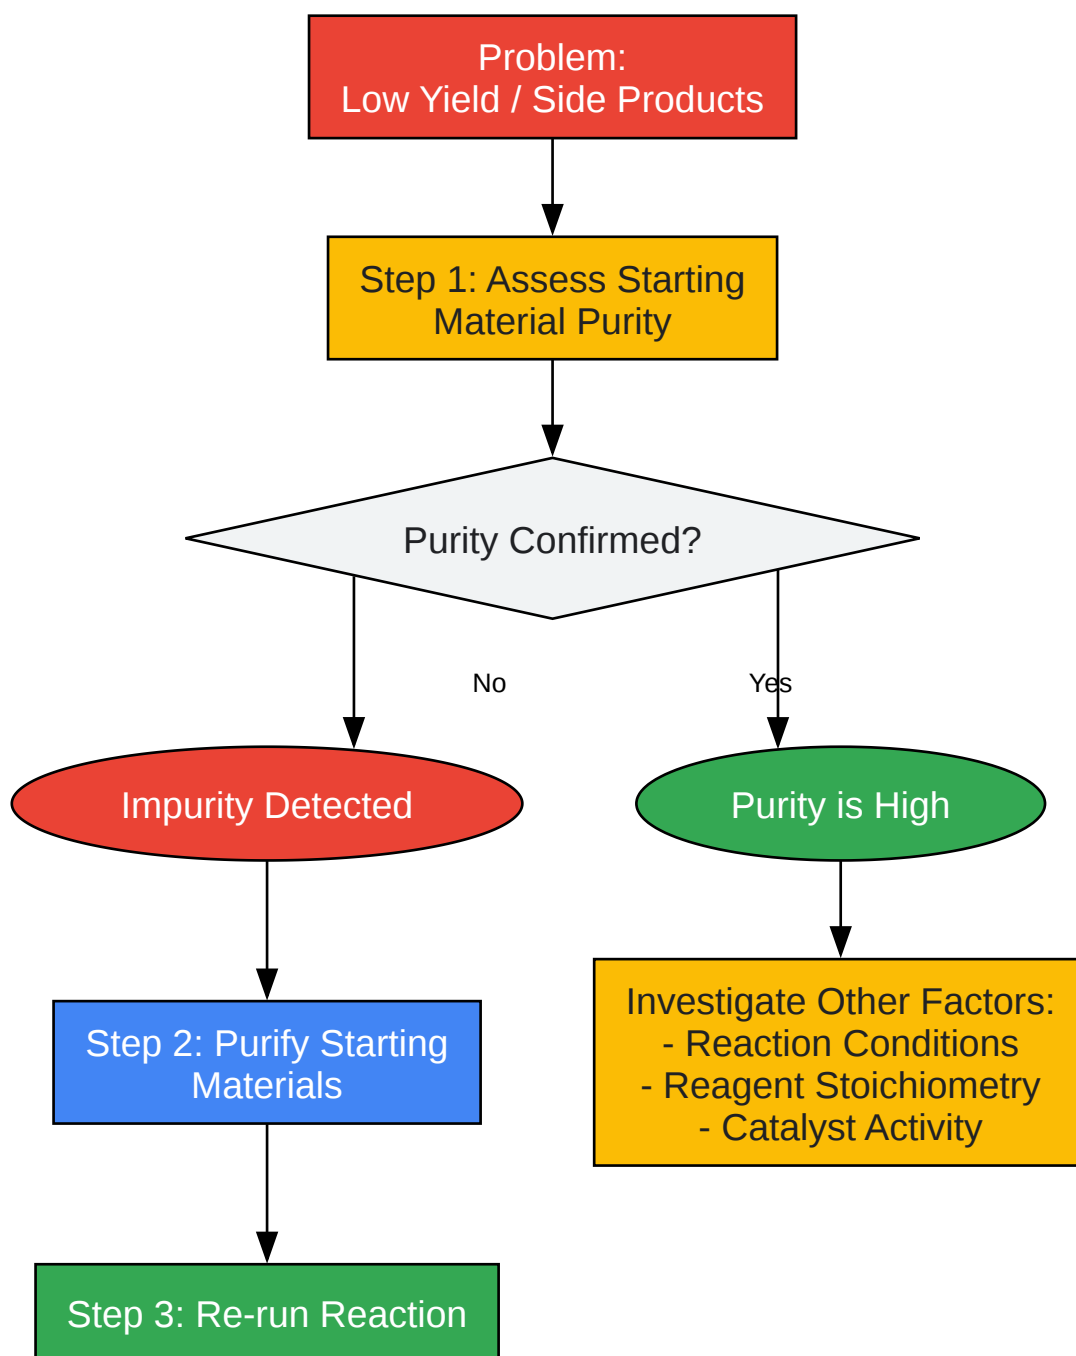 Problem:
Low Yield / Side Products
Step 1: Assess Starting
Material Purity
Purity Confirmed?
No
Yes
Impurity Detected
Purity is High
Investigate Other Factors:
- Reaction Conditions
- Reagent Stoichiometry
- Catalyst Activity
Step 2: Purify Starting
Materials
Step 3: Re-run Reaction